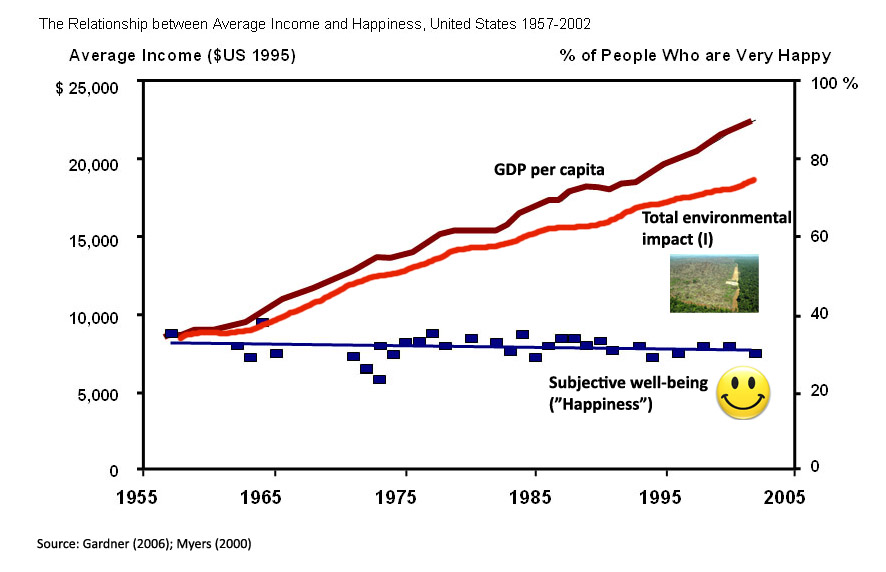 The Relationship between Average Income and Happiness, United States 1957-2002
Average Income ($US 1995)
% of People Who are Very Happy
$ 25,000
100 %
20,000
80
GDP per capita
Total environmental
impact (I)
15,000
60
10,000
40
Subjective well-being
("Happiness")
5,000
20
0
0
1955
1965
1975
1985
1995
2005
Source: Gardner (2006); Myers (2000)